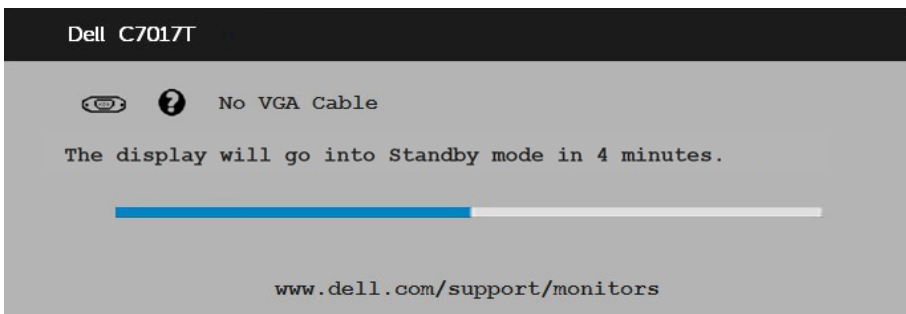 Dell C7017T
No VGA Cable
The display will go into Standby mode in 4 minutes.
www.dell.com/support/monitors